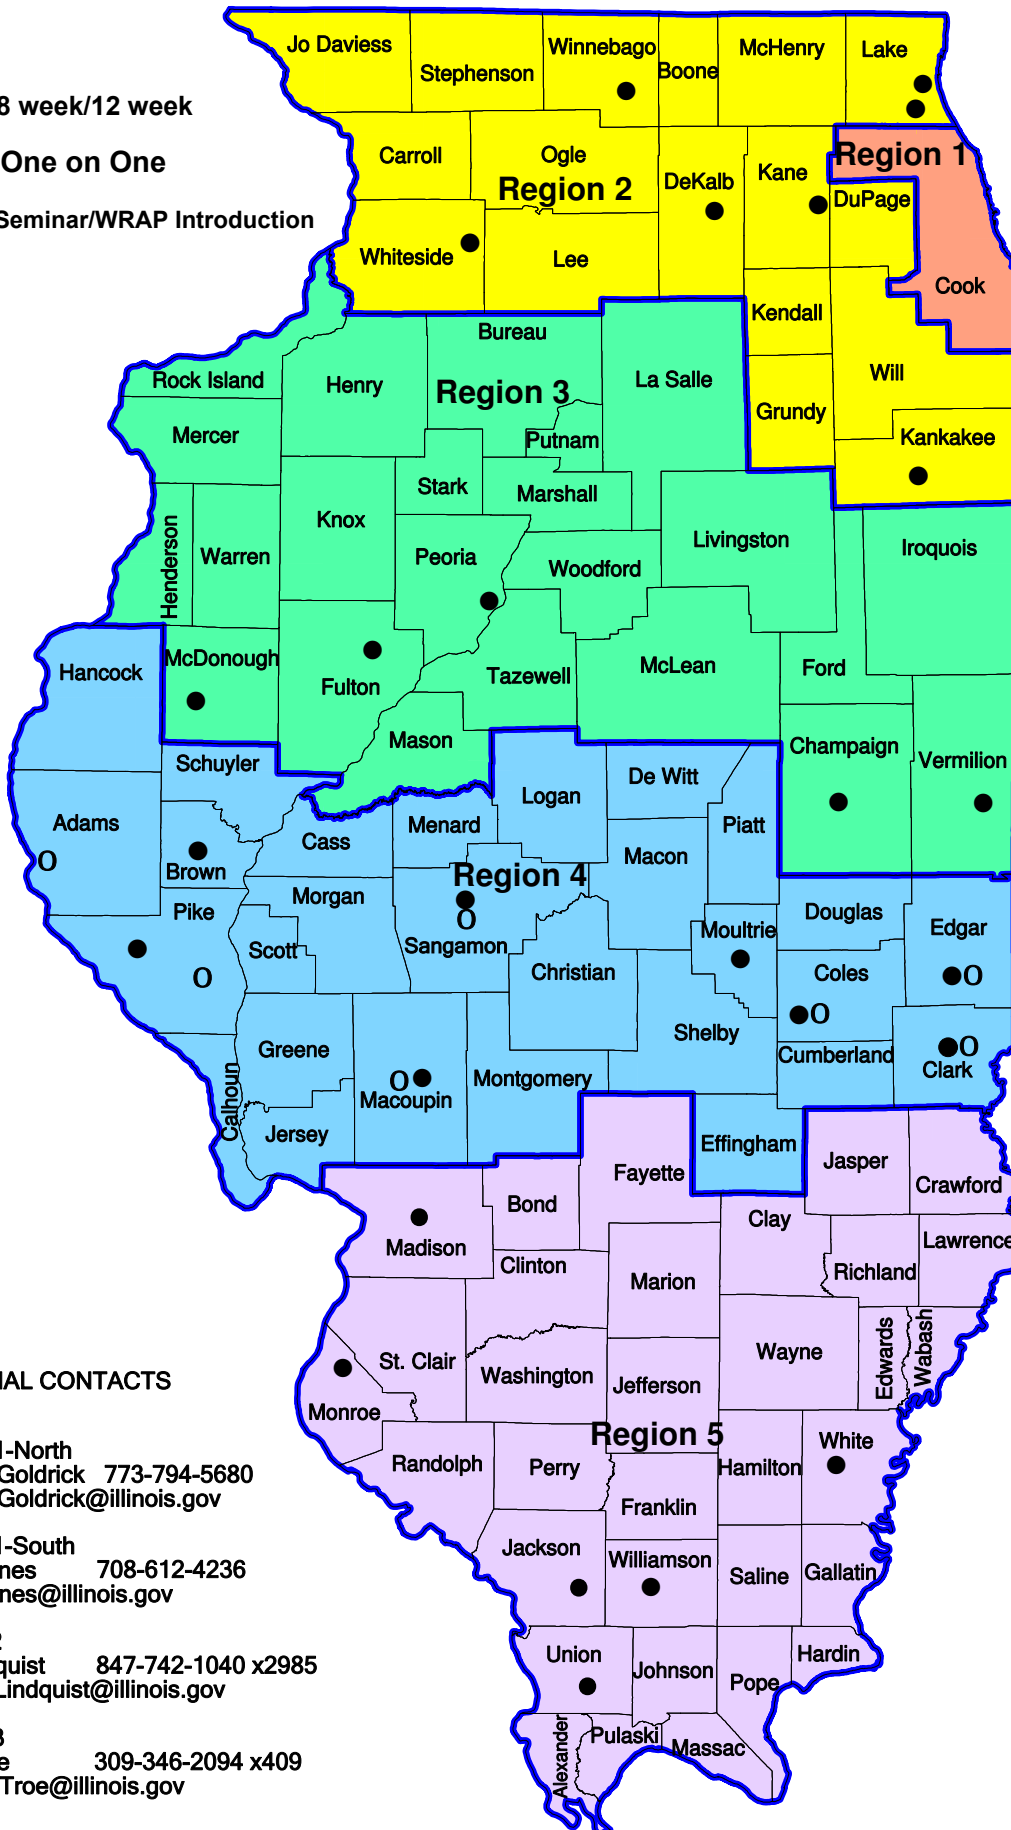 Jo Daviess
Stephenson
Winnebago
Boone
McHenry
Lake
8 week/12 week
One on One
Seminar/WRAP Introduction
Carroll
Ogle
Region 2
DeKalb
Kane
Region 1
DuPage
Whiteside
Lee
Cook
Kendall
Will
Grundy
Kankakee
Bureau
Rock Island
Henry
Region 3
La Salle
Mercer
Putnam
Stark
Marshall
Knox
Henderson
Warren
Peoria
Woodford
Livingston
Iroquois
McDonough
Fulton
Tazewell
McLean
Ford
Mason
Champaign
Vermilion
Hancock
Schuyler
Logan
De Witt
Adams
Cass
Menard
Piatt
Macon
Brown
Region 4
Morgan
Pike
Scott
Sangamon
Christian
Moultrie
Douglas
Edgar
Coles
Shelby
Greene
Cumberland
Clark
Calhoun
Macoupin
Montgomery
Jersey
Effingham
Fayette
Jasper
Crawford
Bond
Clay
Madison
Lawrence
Clinton
Marion
Richland
St. Clair
Washington
Wayne
Edwards
Wabash
Jefferson
Monroe
Region 5
White
Randolph
Perry
Hamilton
Franklin
Jackson
Williamson
Saline
Gallatin
Union
Johnson
Pope
Hardin
Alexander
Pulaski
Massac
IAL CONTACTS
1-North
Goldrick 773-794-5680
Goldrick@illinois.gov
1-South
nes 708-612-4236
nes@illinois.gov
2
quist 847-742-1040 x2985
Lindquist@illinois.gov
3
e 309-346-2094 x409
Troe@illinois.gov